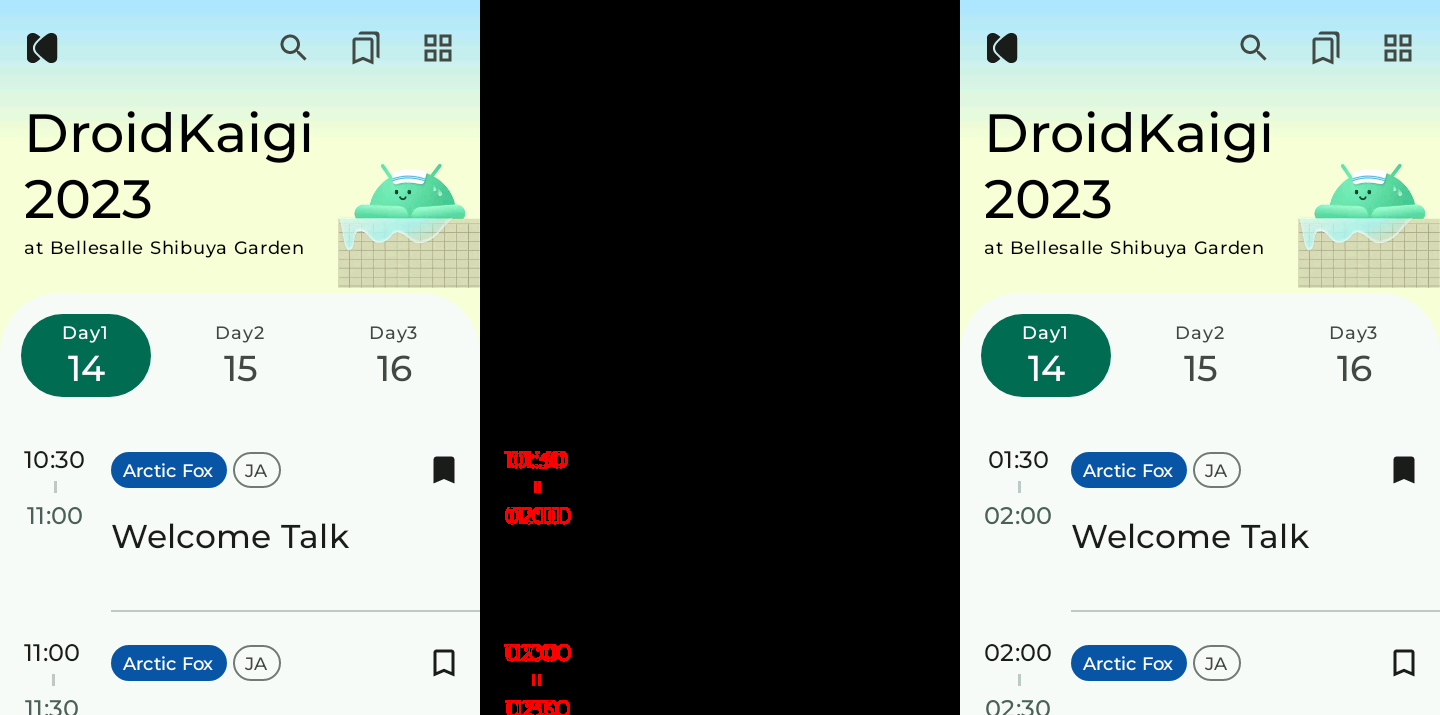 DroidKaigi
2023
at Bellesalle Shibuya Garden
Day1 Day2 Day3
14 15 16
10:30
Arctic Fox JA
11:00
Welcome Talk
11:00
Arctic Fox JA
11:30
DroidKaigi
2023
at Bellesalle Shibuya Garden
Day1 Day2 Day3
14 15 16
01:30
Arctic Fox JA
02:00
Welcome Talk
02:00
Arctic Fox JA
02:30